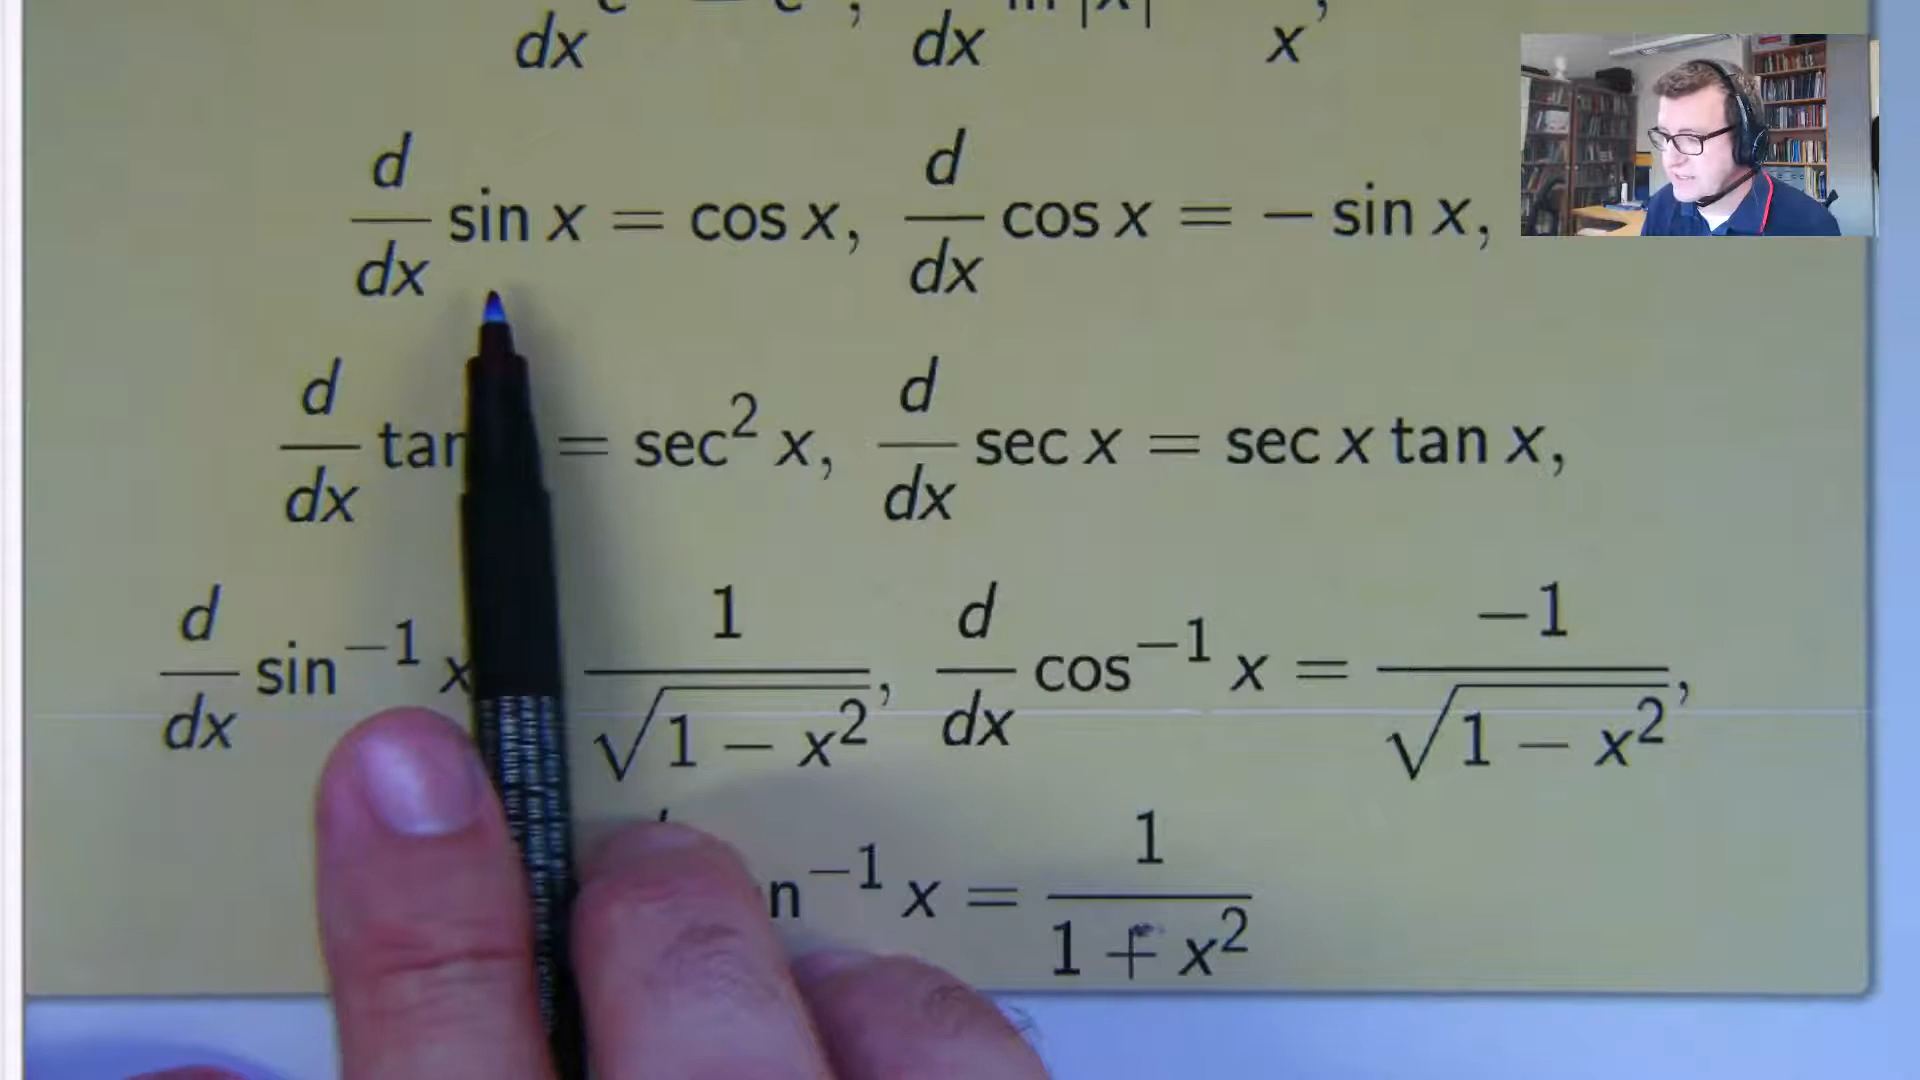 d/dx e , d/dx ln|x| x ,
d/dx sin x = cos x, d/dx cos x = − sin x,
d/dx tan = sec² x, d/dx sec x = sec x tan x,
d/dx sin⁻¹ x 1/√(1 − x²), d/dx cos⁻¹ x = −1/√(1 − x²),
n⁻¹ x = 1/(1 + x²)